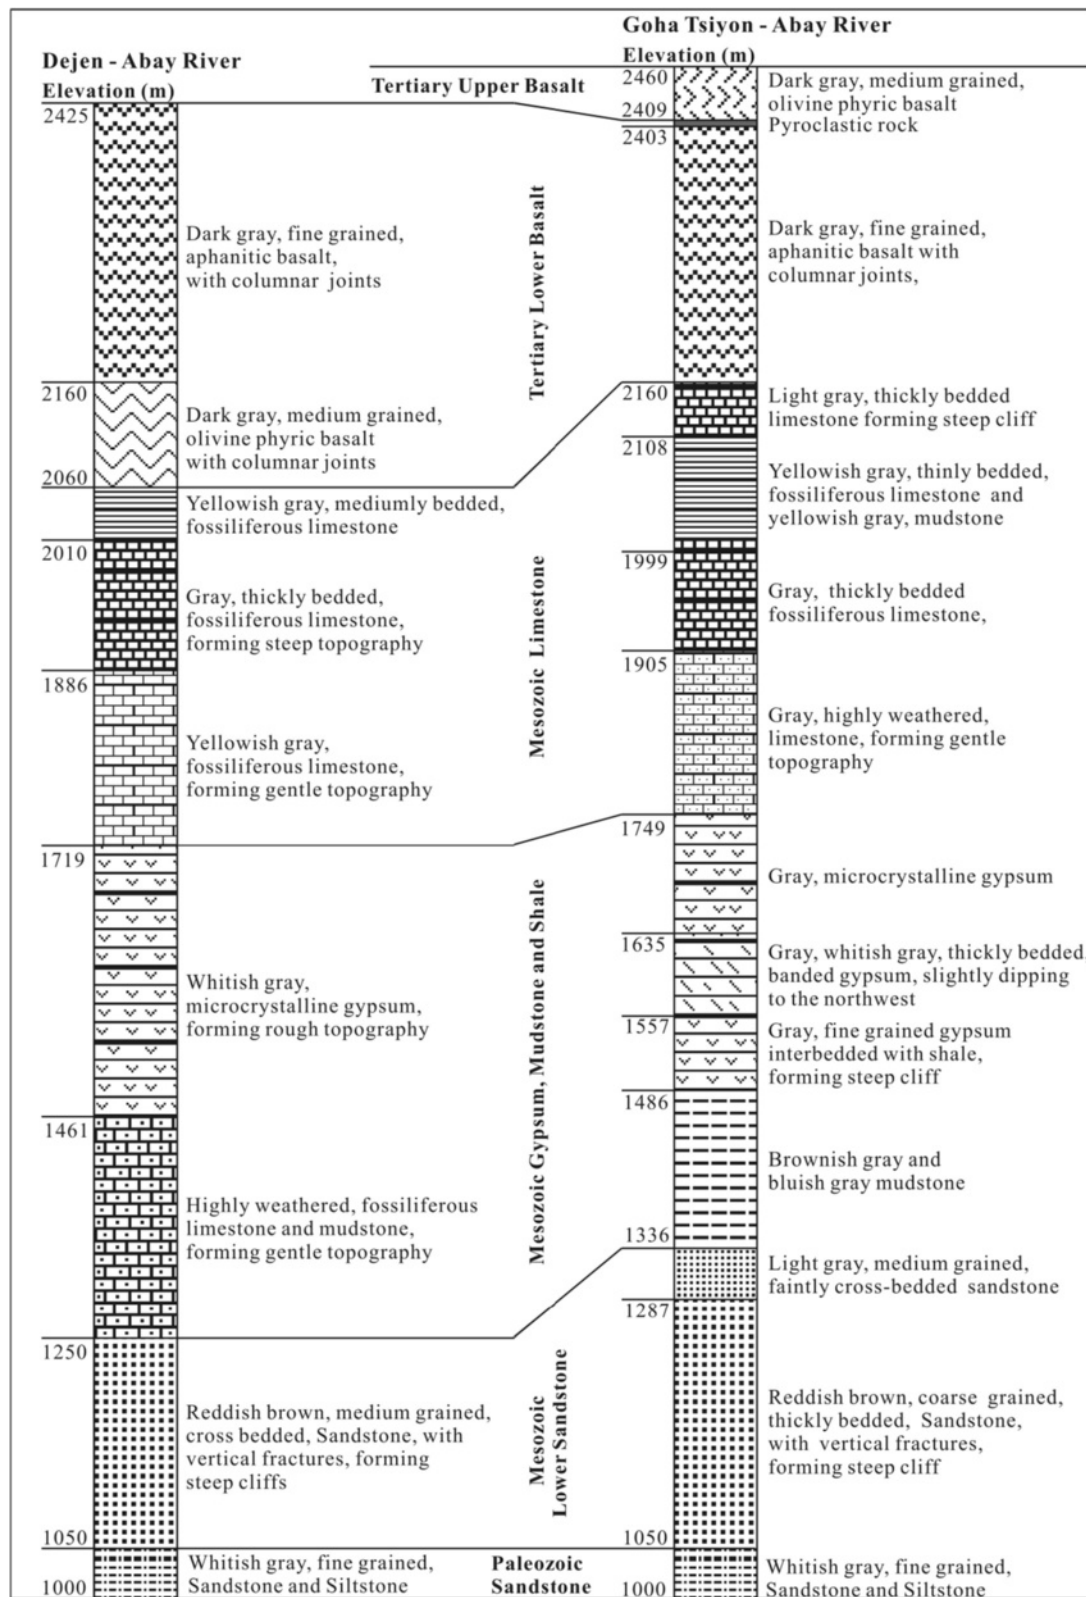 Dejen - Abay River
Elevation (m)
2425
Dark gray, fine grained,
aphanitic basalt,
with columnar joints
2160
Dark gray, medium grained,
olivine phyric basalt
with columnar joints
2060
Yellowish gray, mediumly bedded,
fossiliferous limestone
2010
Gray, thickly bedded,
fossiliferous limestone,
forming steep topography
1886
Yellowish gray,
fossiliferous limestone,
forming gentle topography
1719
Whitish gray,
microcrystalline gypsum,
forming rough topography
1461
Highly weathered, fossiliferous
limestone and mudstone,
forming gentle topography
1250
Reddish brown, medium grained,
cross bedded, Sandstone, with
vertical fractures, forming
steep cliffs
1050
Whitish gray, fine grained,
Sandstone and Siltstone
1000
Tertiary Upper Basalt
Tertiary Lower Basalt
Mesozoic Limestone
Mesozoic Gypsum, Mudstone and Shale
Mesozoic
Lower Sandstone
Paleozoic
Sandstone
Goha Tsiyon - Abay River
Elevation (m)
2460
Dark gray, medium grained,
olivine phyric basalt
2409
Pyroclastic rock
2403
Dark gray, fine grained,
aphanitic basalt with
columnar joints,
2160
Light gray, thickly bedded
limestone forming steep cliff
2108
Yellowish gray, thinly bedded,
fossiliferous limestone and
yellowish gray, mudstone
1999
Gray, thickly bedded
fossiliferous limestone,
1905
Gray, highly weathered,
limestone, forming gentle
topography
1749
Gray, microcrystalline gypsum
1635
Gray, whitish gray, thickly bedded,
banded gypsum, slightly dipping
to the northwest
1557
Gray, fine grained gypsum
interbedded with shale,
forming steep cliff
1486
Brownish gray and
bluish gray mudstone
1336
Light gray, medium grained,
faintly cross-bedded sandstone
1287
Reddish brown, coarse grained,
thickly bedded, Sandstone,
with vertical fractures,
forming steep cliff
1050
Whitish gray, fine grained,
Sandstone and Siltstone
1000